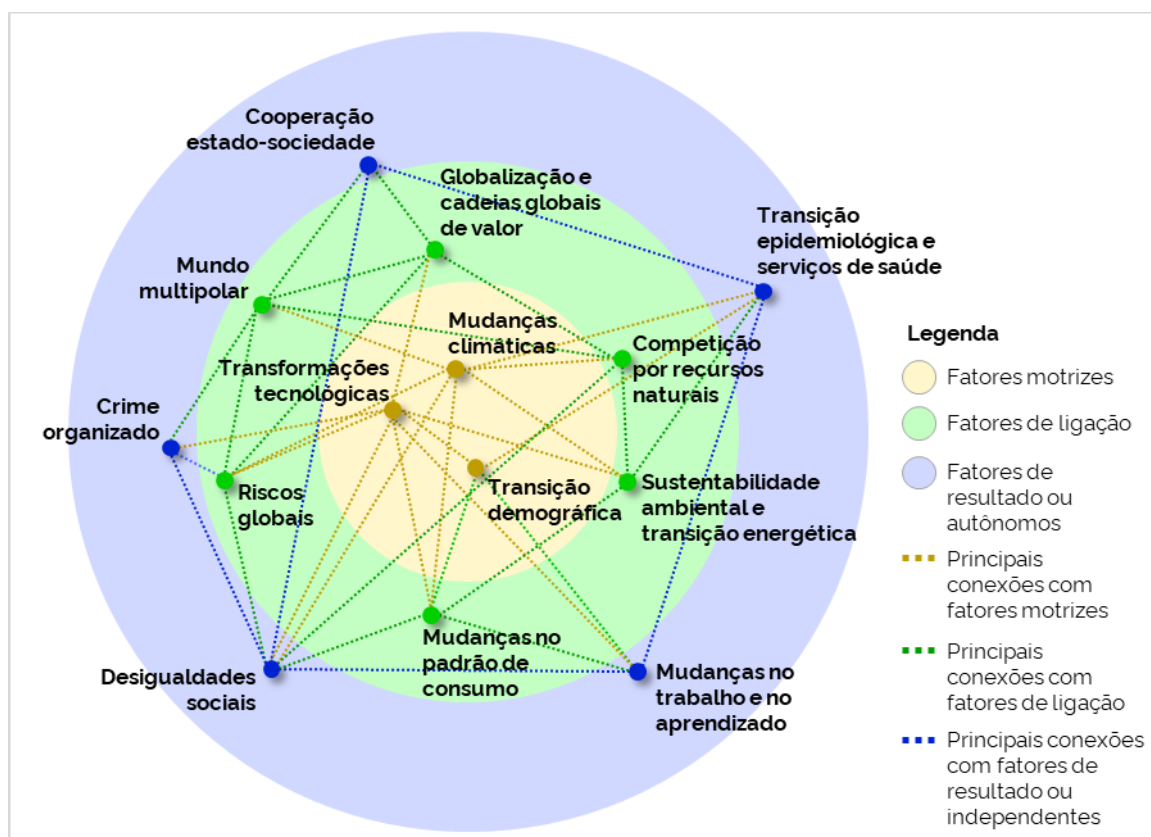 Cooperação
estado-sociedade
Globalização e
cadeias globais
de valor
Transição
epidemiológica e
serviços de saúde
Mundo
multipolar
Mudanças
climáticas
Transformações
tecnológicas
Competição
por recursos
naturais
Crime
organizado
Riscos
globais
Transição
demográfica
Sustentabilidade
ambiental e
transição energética
Desigualdades
sociais
Mudanças no
padrão de
consumo
Mudanças no
trabalho e no
aprendizado
Legenda
Fatores motrizes
Fatores de ligação
Fatores de
resultado ou
autônomos
Principais
conexões com
fatores motrizes
Principais
conexões com
fatores de ligação
Principais conexões
com fatores de
resultado ou
independentes